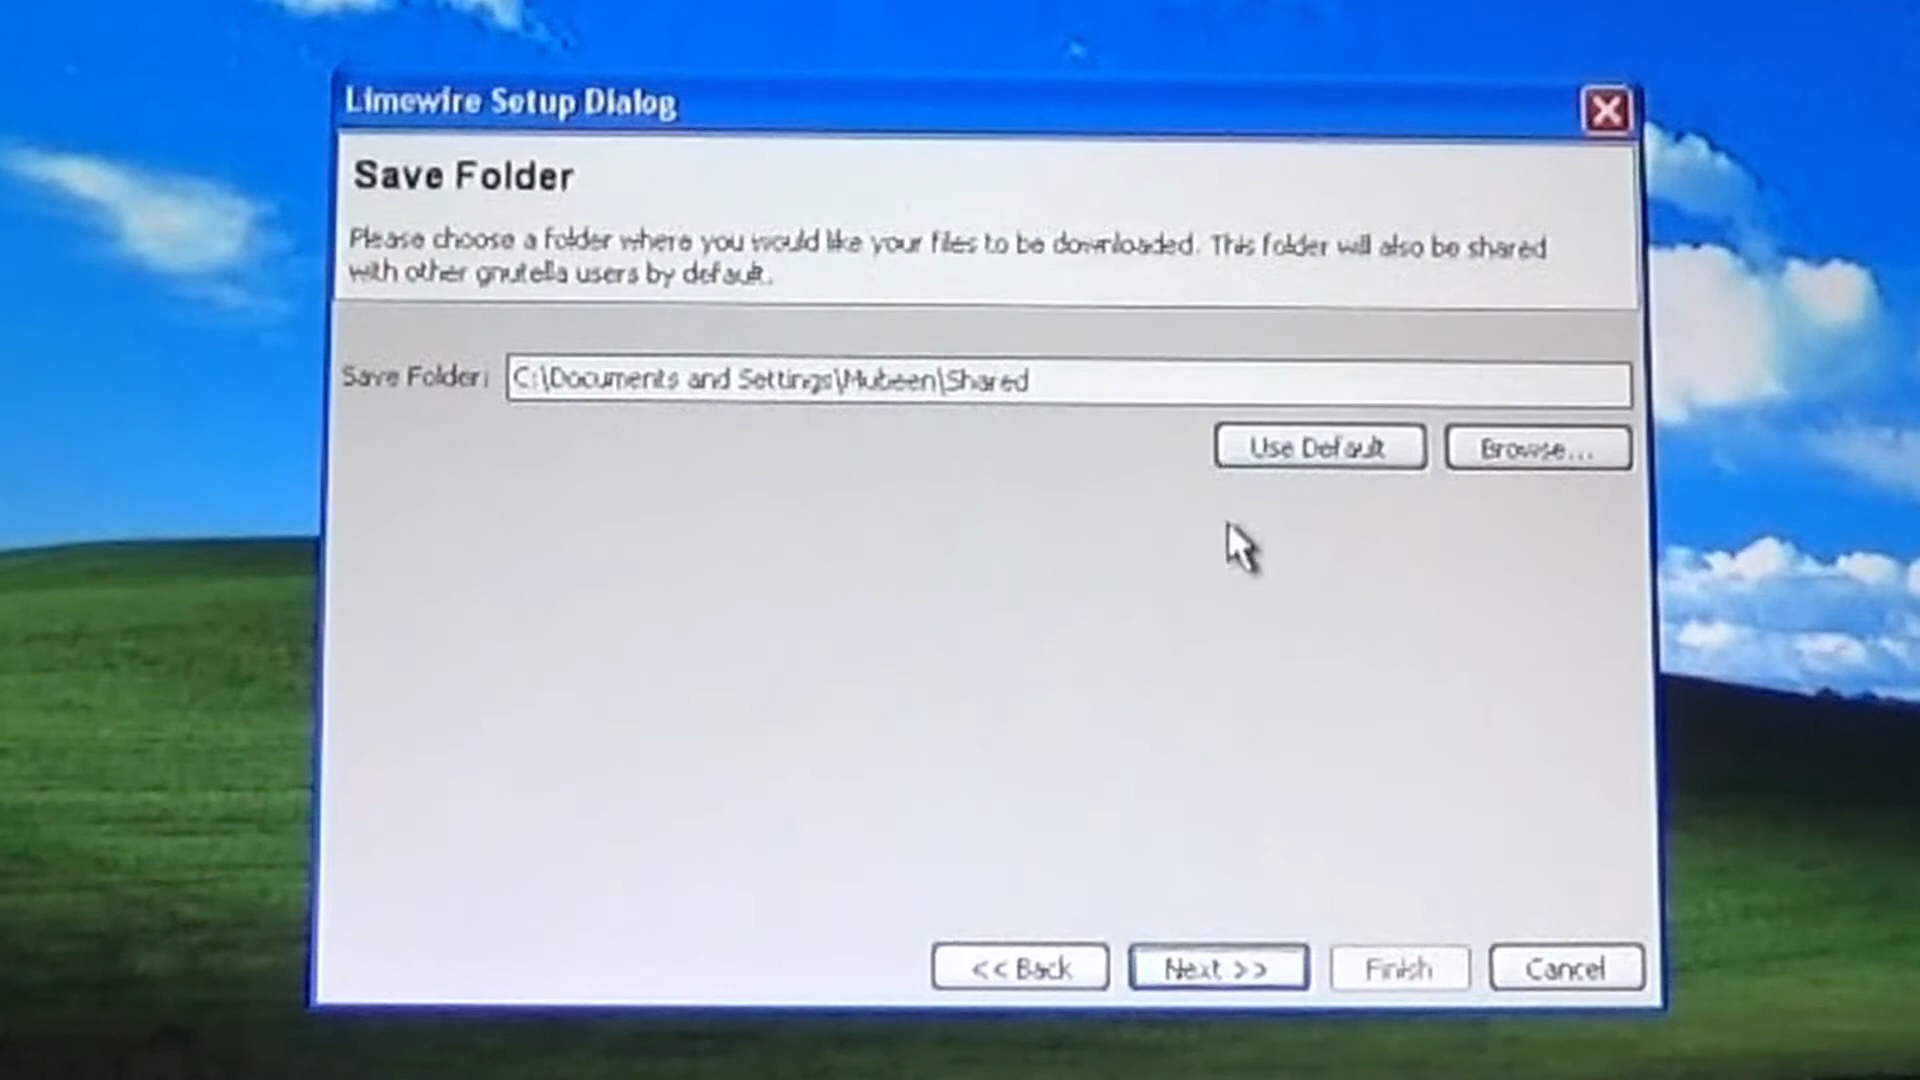 Limewire Setup Dialog
Save Folder
Please choose a folder where you would like your files to be downloaded. This folder will also be shared
with other gnutella users by default.
Save Folder:
C:\Documents and Settings\Mubeen\Shared
Use Default
Browse...
<< Back
Next >>
Finish
Cancel